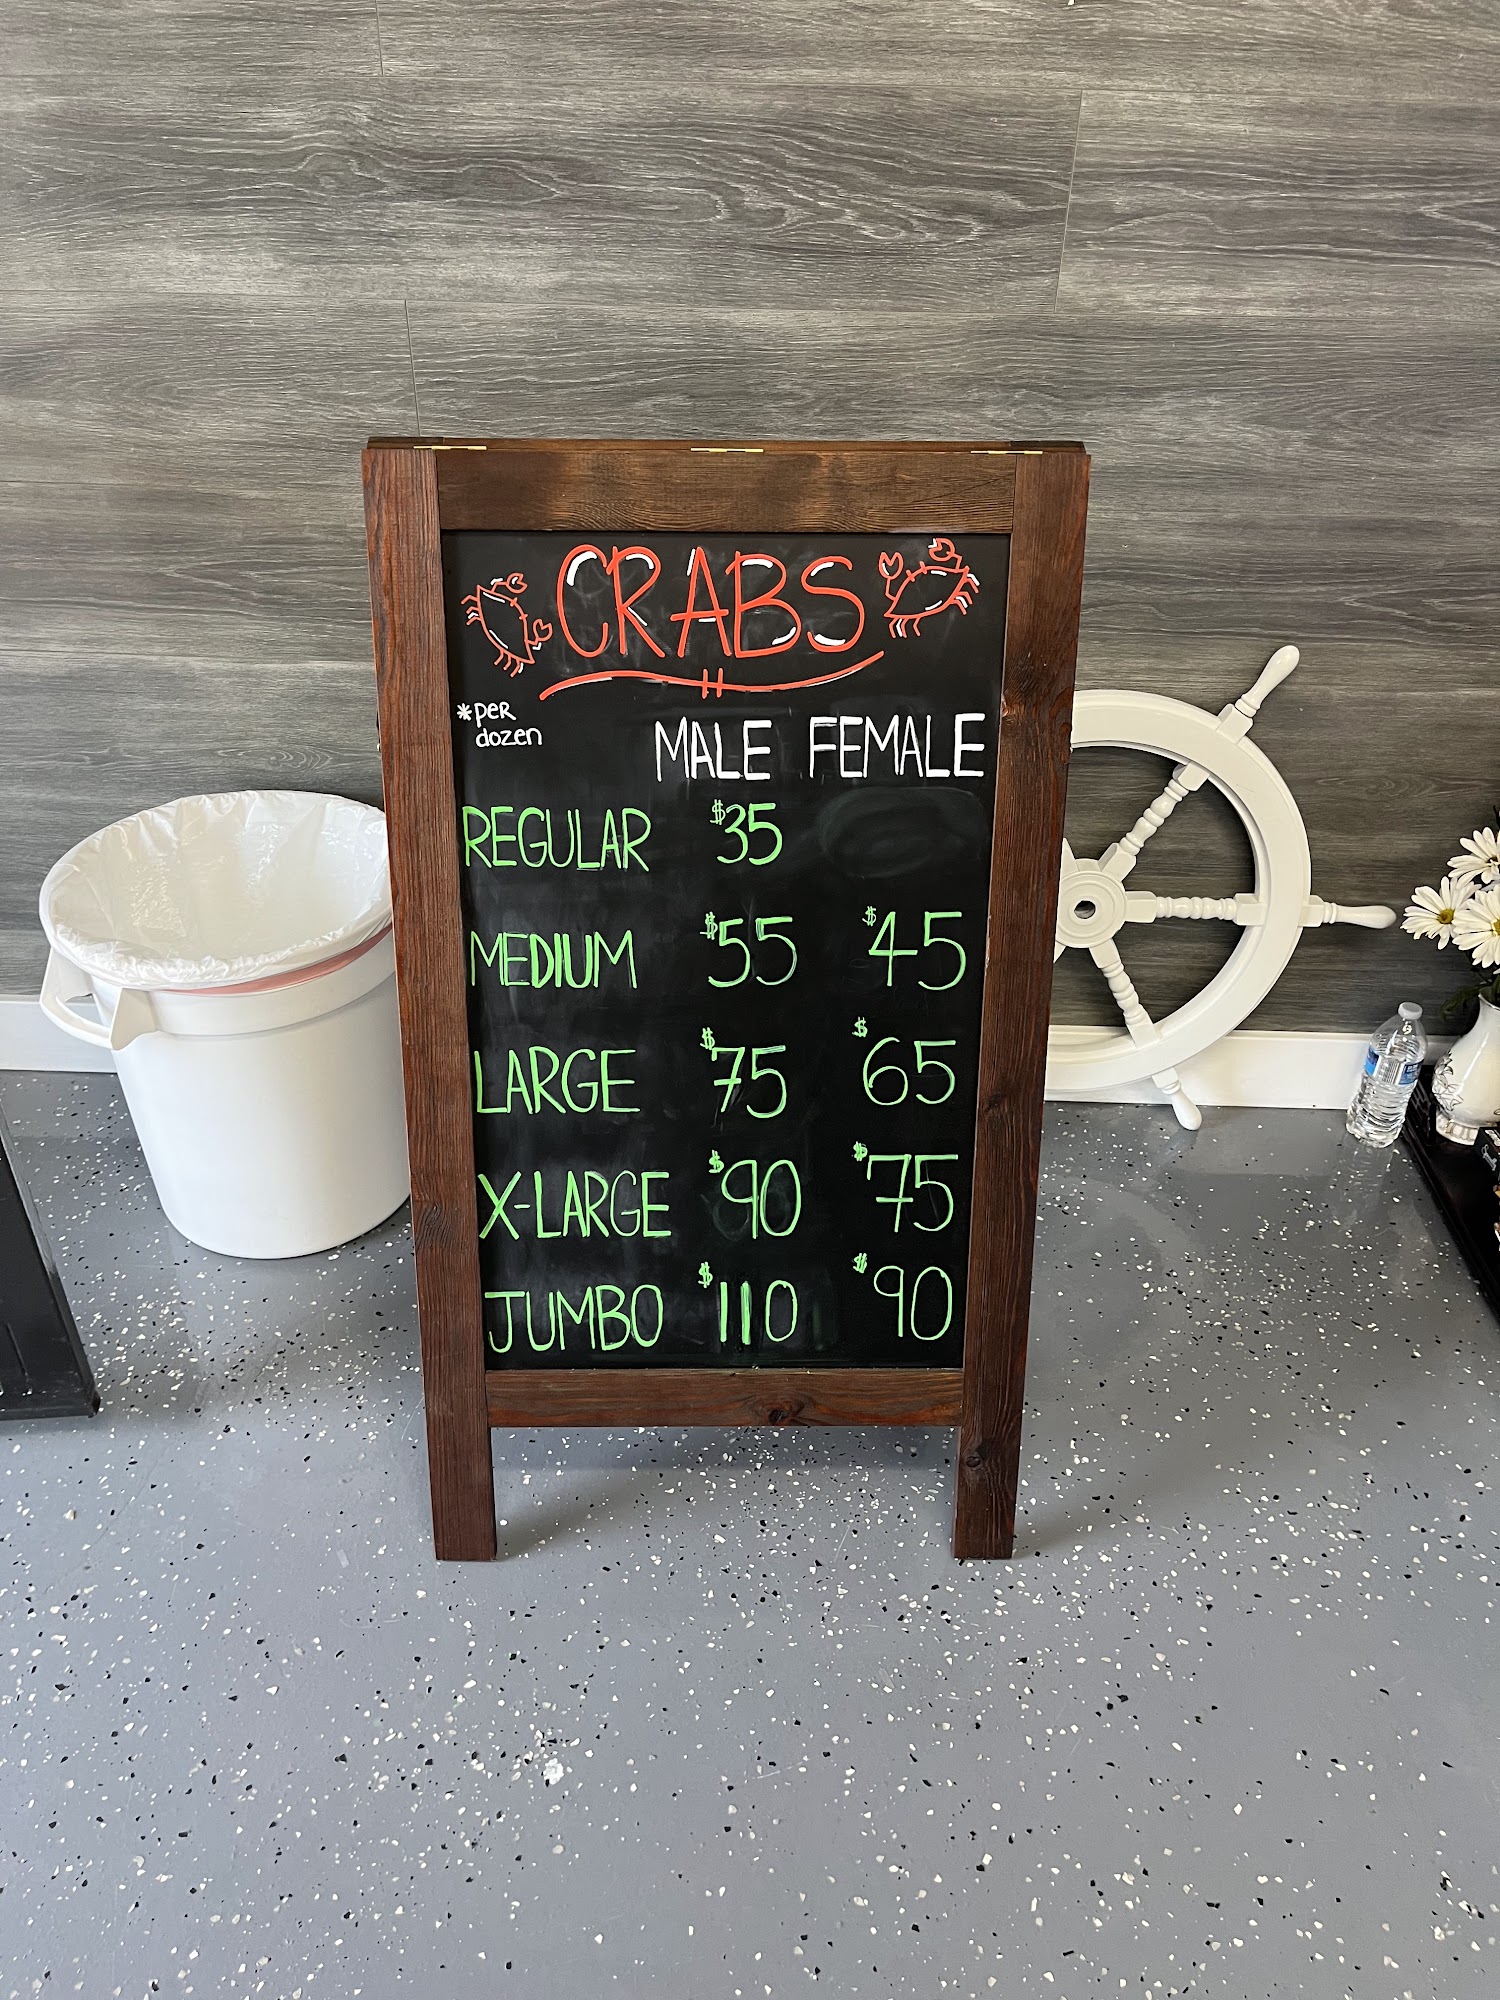 CRABS
*per
dozen
MALE FEMALE
REGULAR $35
MEDIUM $55 $45
LARGE $75 $65
X-LARGE $90 $75
JUMBO $110 $90